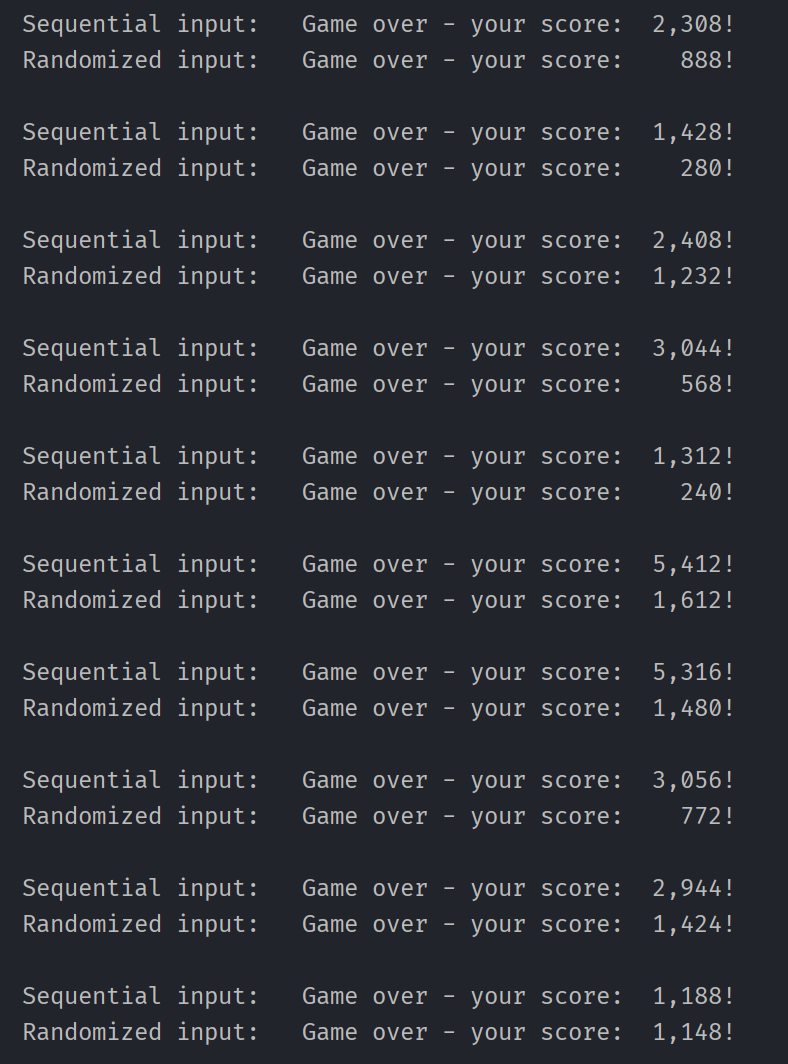 Sequential input:   Game over - your score:  2,308!
Randomized input:   Game over - your score:    888!

Sequential input:   Game over - your score:  1,428!
Randomized input:   Game over - your score:    280!

Sequential input:   Game over - your score:  2,408!
Randomized input:   Game over - your score:  1,232!

Sequential input:   Game over - your score:  3,044!
Randomized input:   Game over - your score:    568!

Sequential input:   Game over - your score:  1,312!
Randomized input:   Game over - your score:    240!

Sequential input:   Game over - your score:  5,412!
Randomized input:   Game over - your score:  1,612!

Sequential input:   Game over - your score:  5,316!
Randomized input:   Game over - your score:  1,480!

Sequential input:   Game over - your score:  3,056!
Randomized input:   Game over - your score:    772!

Sequential input:   Game over - your score:  2,944!
Randomized input:   Game over - your score:  1,424!

Sequential input:   Game over - your score:  1,188!
Randomized input:   Game over - your score:  1,148!